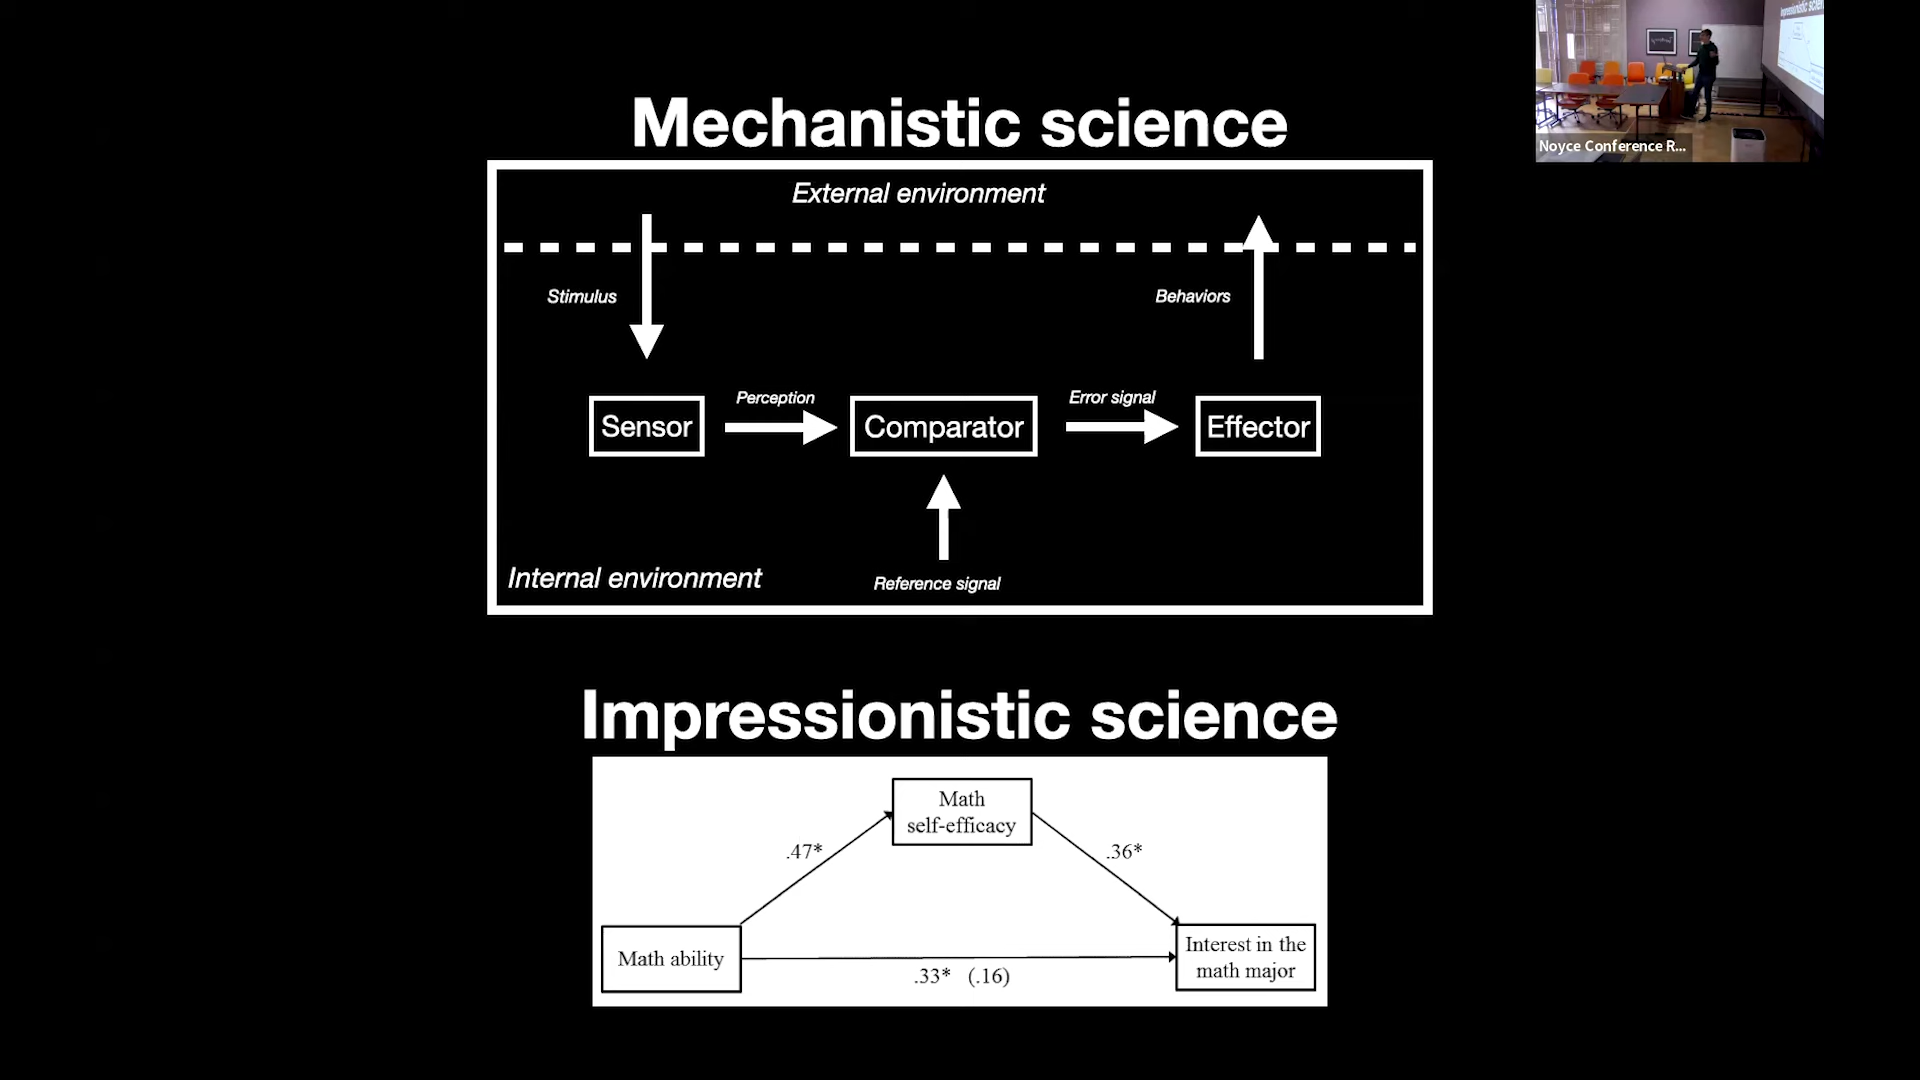 Mechanistic science
External environment
Stimulus
Behaviors
Perception
Error signal
Sensor
Comparator
Effector
Internal environment
Reference signal
Impressionistic science
Math
self-efficacy
.47*
.36*
Math ability
Interest in the
math major
.33* (.16)
Noyce Conference R...